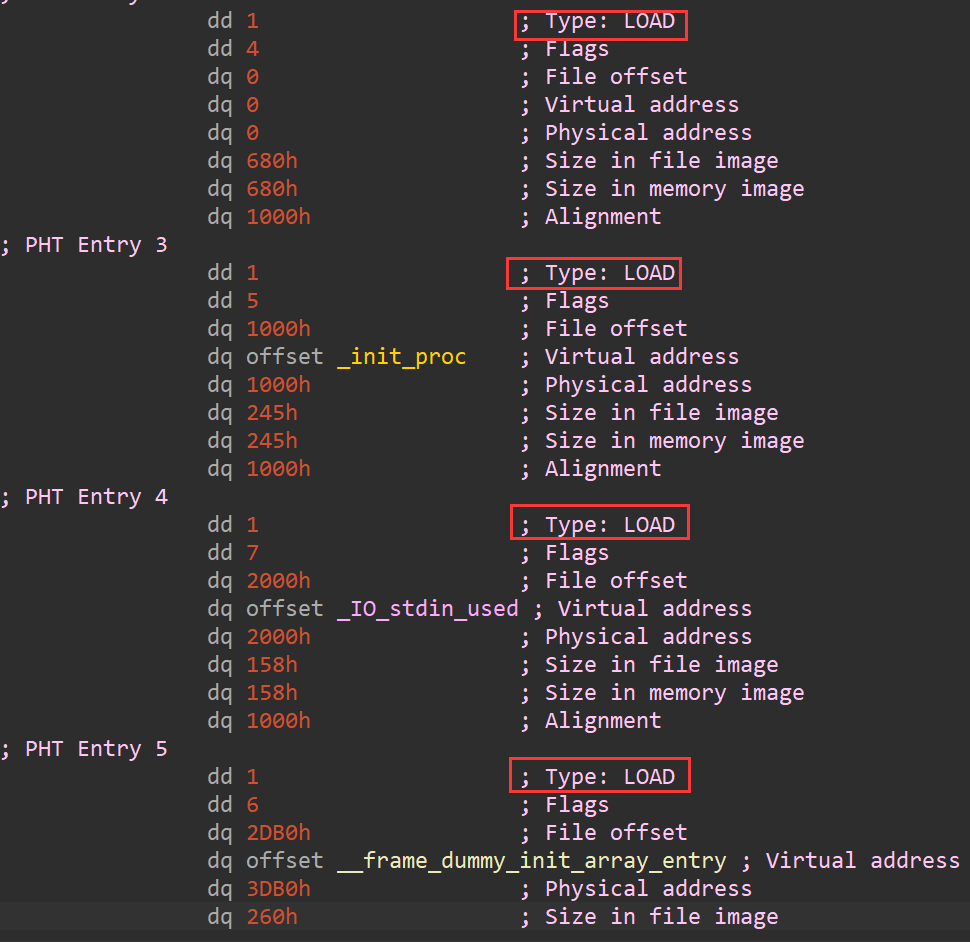 dd 1 ; Type: LOAD
dd 4 ; Flags
dq 0 ; File offset
dq 0 ; Virtual address
dq 0 ; Physical address
dq 680h ; Size in file image
dq 680h ; Size in memory image
dq 1000h ; Alignment
; PHT Entry 3
dd 1 ; Type: LOAD
dd 5 ; Flags
dq 1000h ; File offset
dq offset _init_proc ; Virtual address
dq 1000h ; Physical address
dq 245h ; Size in file image
dq 245h ; Size in memory image
dq 1000h ; Alignment
; PHT Entry 4
dd 1 ; Type: LOAD
dd 7 ; Flags
dq 2000h ; File offset
dq offset _IO_stdin_used ; Virtual address
dq 2000h ; Physical address
dq 158h ; Size in file image
dq 158h ; Size in memory image
dq 1000h ; Alignment
; PHT Entry 5
dd 1 ; Type: LOAD
dd 6 ; Flags
dq 2DB0h ; File offset
dq offset __frame_dummy_init_array_entry ; Virtual address
dq 3DB0h ; Physical address
dq 260h ; Size in file image